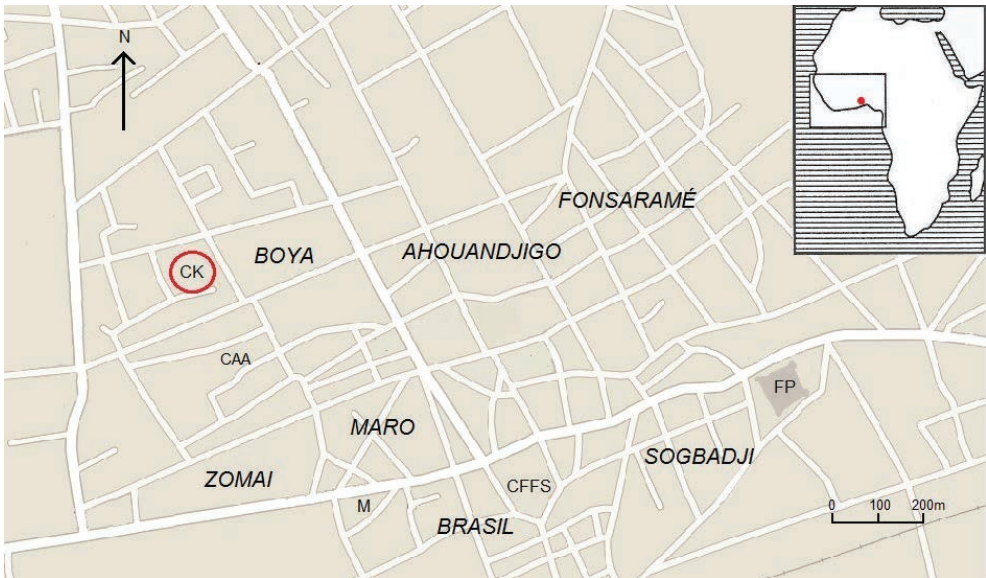 N
FONSARAMÉ
BOYA
AHOUANDJIGO
CK
CAA
FP
MARO
SOGBADJI
ZOMAI
CFFS
M
BRASIL
0 100 200m